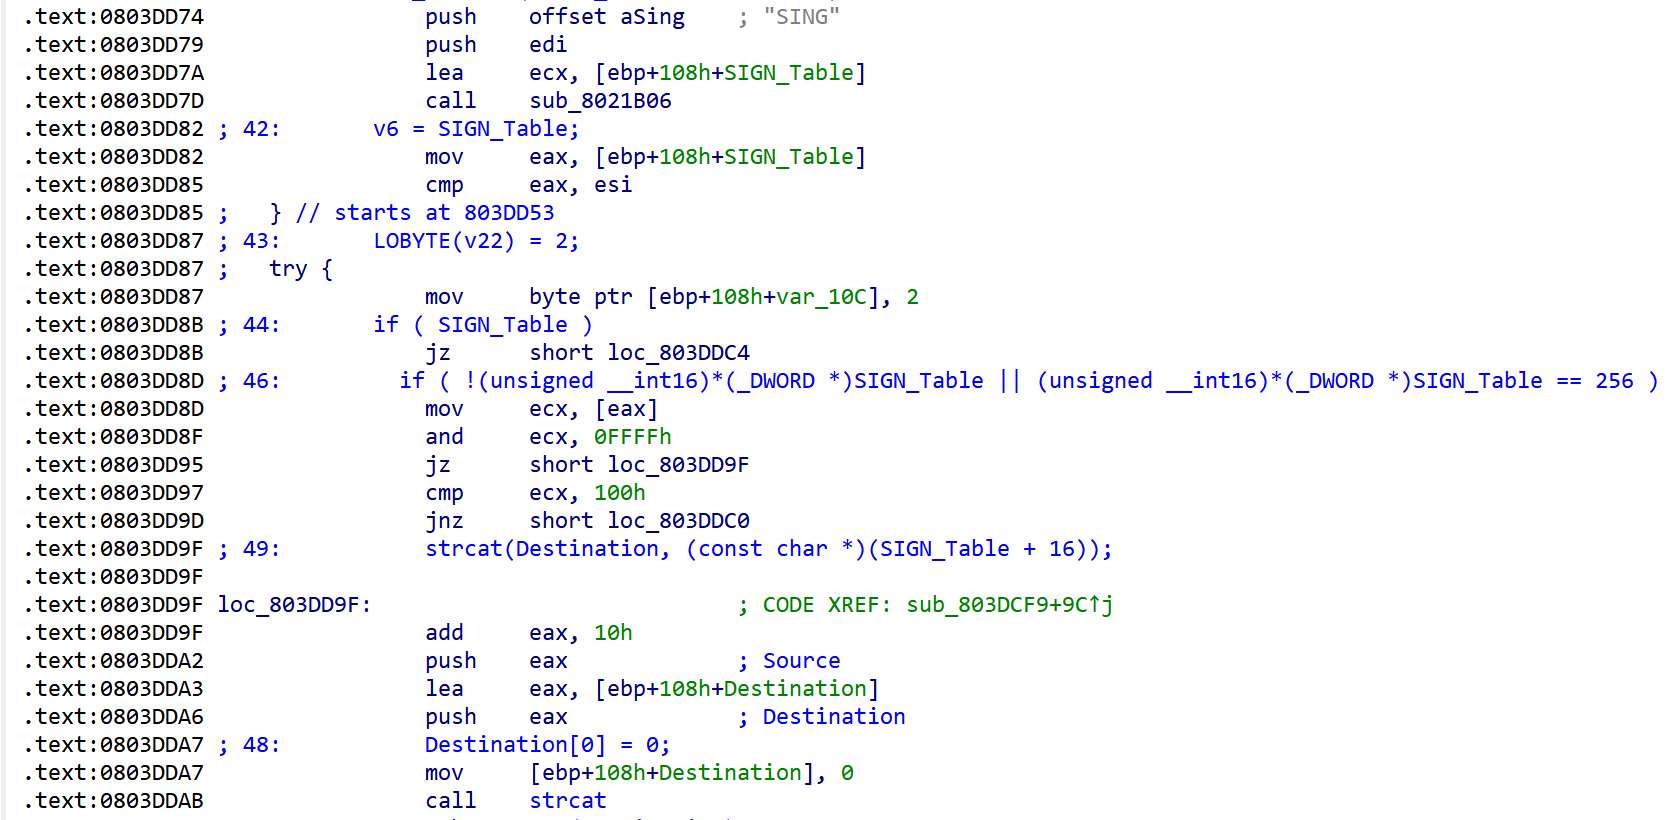 .text:0803DD74 push offset aSing ; "SING"
.text:0803DD79 push edi
.text:0803DD7A lea ecx, [ebp+108h+SIGN_Table]
.text:0803DD7D call sub_8021B06
.text:0803DD82 ; 42: v6 = SIGN_Table;
.text:0803DD82 mov eax, [ebp+108h+SIGN_Table]
.text:0803DD85 cmp eax, esi
.text:0803DD85 ; } // starts at 803DD53
.text:0803DD87 ; 43: LOBYTE(v22) = 2;
.text:0803DD87 ; try {
.text:0803DD87 mov byte ptr [ebp+108h+var_10C], 2
.text:0803DD8B ; 44: if ( SIGN_Table )
.text:0803DD8B jz short loc_803DDC4
.text:0803DD8D ; 46: if ( !(unsigned __int16)*(_DWORD *)SIGN_Table || (unsigned __int16)*(_DWORD *)SIGN_Table == 256 )
.text:0803DD8D mov ecx, [eax]
.text:0803DD8F and ecx, 0FFFFh
.text:0803DD95 jz short loc_803DD9F
.text:0803DD97 cmp ecx, 100h
.text:0803DD9D jnz short loc_803DDC0
.text:0803DD9F ; 49: strcat(Destination, (const char *)(SIGN_Table + 16));
.text:0803DD9F
.text:0803DD9F loc_803DD9F: ; CODE XREF: sub_803DCF9+9C↑j
.text:0803DD9F add eax, 10h
.text:0803DDA2 push eax ; Source
.text:0803DDA3 lea eax, [ebp+108h+Destination]
.text:0803DDA6 push eax ; Destination
.text:0803DDA7 ; 48: Destination[0] = 0;
.text:0803DDA7 mov [ebp+108h+Destination], 0
.text:0803DDAB call strcat